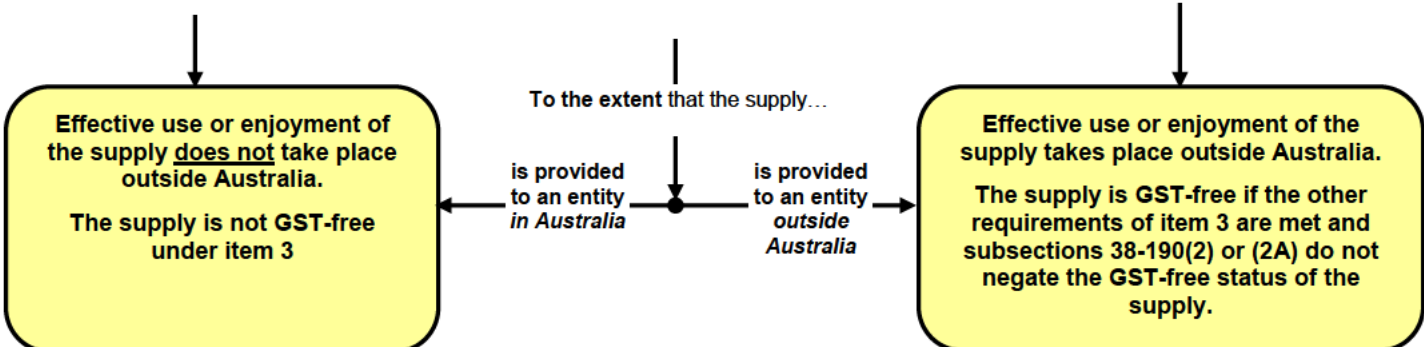 To the extent that the supply…
Effective use or enjoyment of
the supply does not take place
outside Australia.
The supply is not GST-free
under item 3
is provided
to an entity
in Australia
is provided
to an entity
outside
Australia
Effective use or enjoyment of the
supply takes place outside Australia.
The supply is GST-free if the other
requirements of item 3 are met and
subsections 38-190(2) or (2A) do not
negate the GST-free status of the
supply.